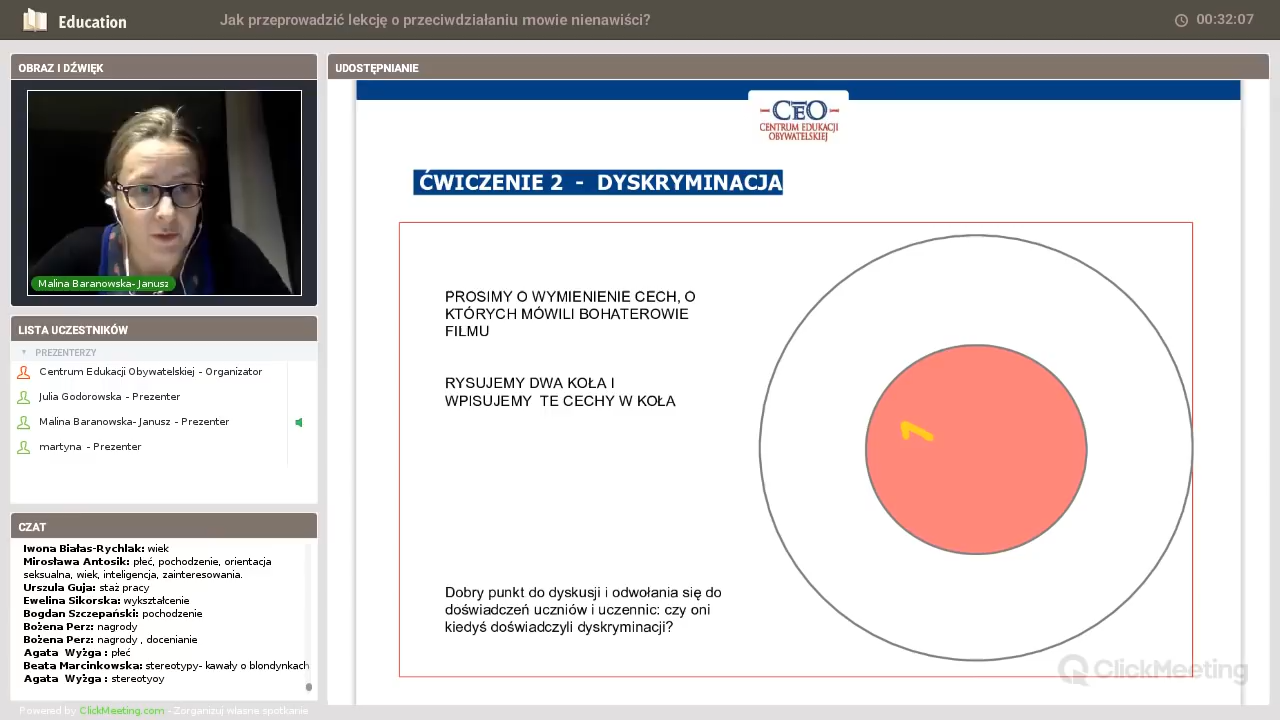 Education
Jak przeprowadzić lekcję o przeciwdziałaniu mowie nienawiści?
00:32:07
OBRAZ I DŹWIĘK
Malina Baranowska- Janusz
LISTA UCZESTNIKÓW
PREZENTERZY
Centrum Edukacji Obywatelskiej - Organizator
Julia Godorowska - Prezenter
Malina Baranowska- Janusz - Prezenter
martyna - Prezenter
CZAT
Iwona Białas-Rychlak: wiek
Mirosława Antosik: płeć, pochodzenie, orientacja
seksualna, wiek, inteligencja, zainteresowania.
Urszula Guja: staż pracy
Ewelina Sikorska: wykształcenie
Bogdan Szczepański: pochodzenie
Bożena Perz: nagrody
Bożena Perz: nagrody , docenianie
Agata Wyżga : płeć
Beata Marcinkowska: stereotypy- kawały o blondynkach
Agata Wyżga : stereotyoy
Powered by ClickMeeting.com - Zorganizuj własne spotkanie
UDOSTĘPNIANIE
CEO
CENTRUM EDUKACJI
OBYWATELSKIEJ
ĆWICZENIE 2 - DYSKRYMINACJA
PROSIMY O WYMIENIENIE CECH, O
KTÓRYCH MÓWILI BOHATEROWIE
FILMU
RYSUJEMY DWA KOŁA I
WPISUJEMY TE CECHY W KOŁA
Dobry punkt do dyskusji i odwołania się do
doświadczeń uczniów i uczennic: czy oni
kiedyś doświadczyli dyskryminacji?
ClickMeeting